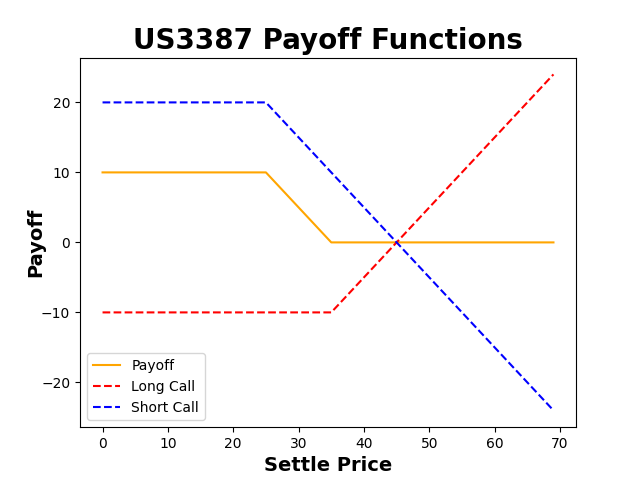 US3387 Payoff Functions
Payoff
20
10
0
−10
−20
Payoff
Long Call
Short Call
0 10 20 30 40 50 60 70
Settle Price